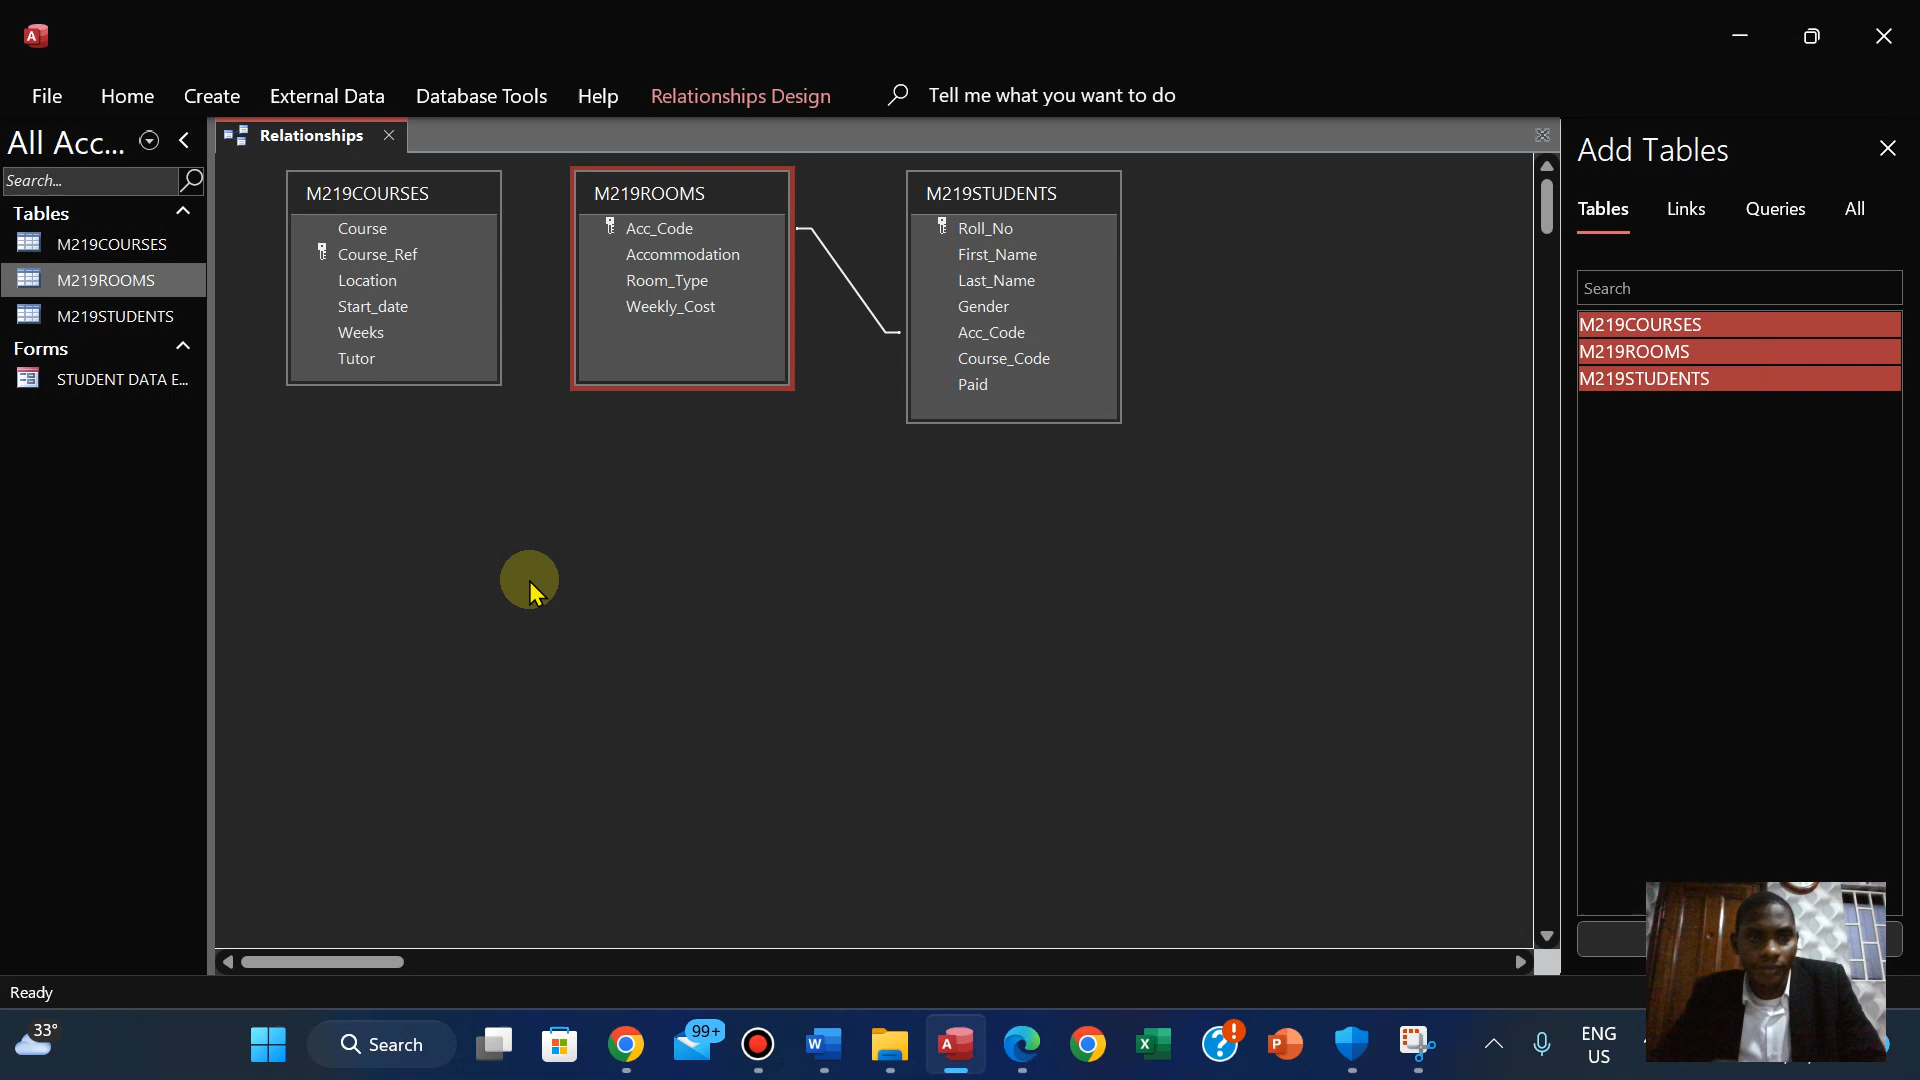 File Home Create External Data Database Tools Help Relationships Design Tell me what you want to do
All Acc...
Search...
Tables
M219COURSES
M219ROOMS
M219STUDENTS
Forms
STUDENT DATA E...
Relationships
M219COURSES
Course
Course_Ref
Location
Start_date
Weeks
Tutor
M219ROOMS
Acc_Code
Accommodation
Room_Type
Weekly_Cost
M219STUDENTS
Roll_No
First_Name
Last_Name
Gender
Acc_Code
Course_Code
Paid
Add Tables
Tables Links Queries All
Search
M219COURSES
M219ROOMS
M219STUDENTS
Ready
33°
Search
99+
ENG
US